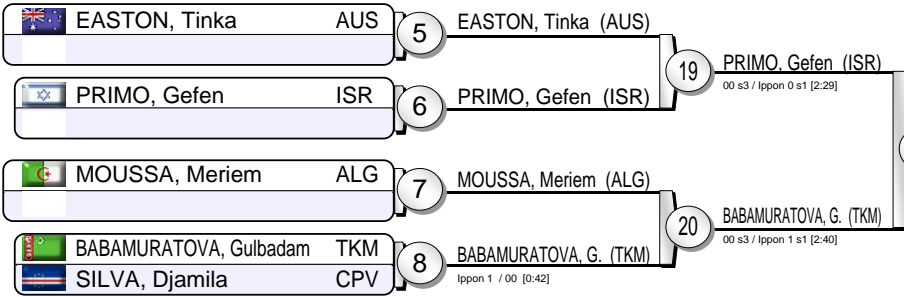 EASTON, Tinka AUS
5
EASTON, Tinka (AUS)
19
PRIMO, Gefen (ISR)
00 s3 / Ippon 0 s1 [2:29]
PRIMO, Gefen ISR
6
PRIMO, Gefen (ISR)
MOUSSA, Meriem ALG
7
MOUSSA, Meriem (ALG)
20
BABAMURATOVA, G. (TKM)
00 s3 / Ippon 1 s1 [2:40]
BABAMURATOVA, Gulbadam TKM
8
BABAMURATOVA, G. (TKM)
Ippon 1 / 00 [0:42]
SILVA, Djamila CPV